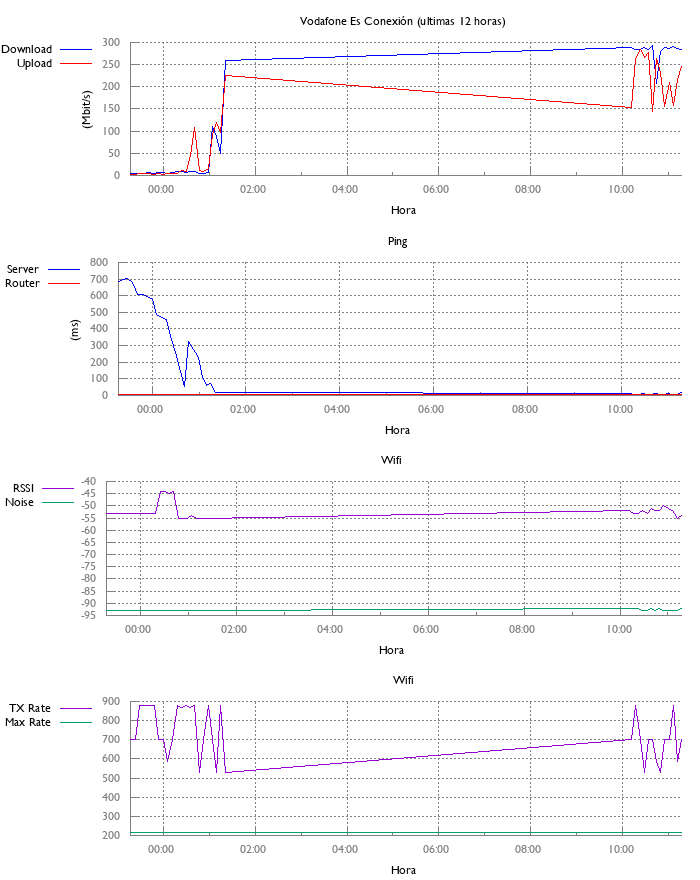 Vodafone Es Conexión (ultimas 12 horas)
Download
Upload
(Mbit/s)
300
250
200
150
100
50
0
00:00 02:00 04:00 06:00 08:00 10:00
Hora
Ping
Server
Router
(ms)
800
700
600
500
400
300
200
100
0
00:00 02:00 04:00 06:00 08:00 10:00
Hora
Wifi
RSSI
Noise
-40
-45
-50
-55
-60
-65
-70
-75
-80
-85
-90
-95
00:00 02:00 04:00 06:00 08:00 10:00
Hora
Wifi
TX Rate
Max Rate
900
800
700
600
500
400
300
200
00:00 02:00 04:00 06:00 08:00 10:00
Hora